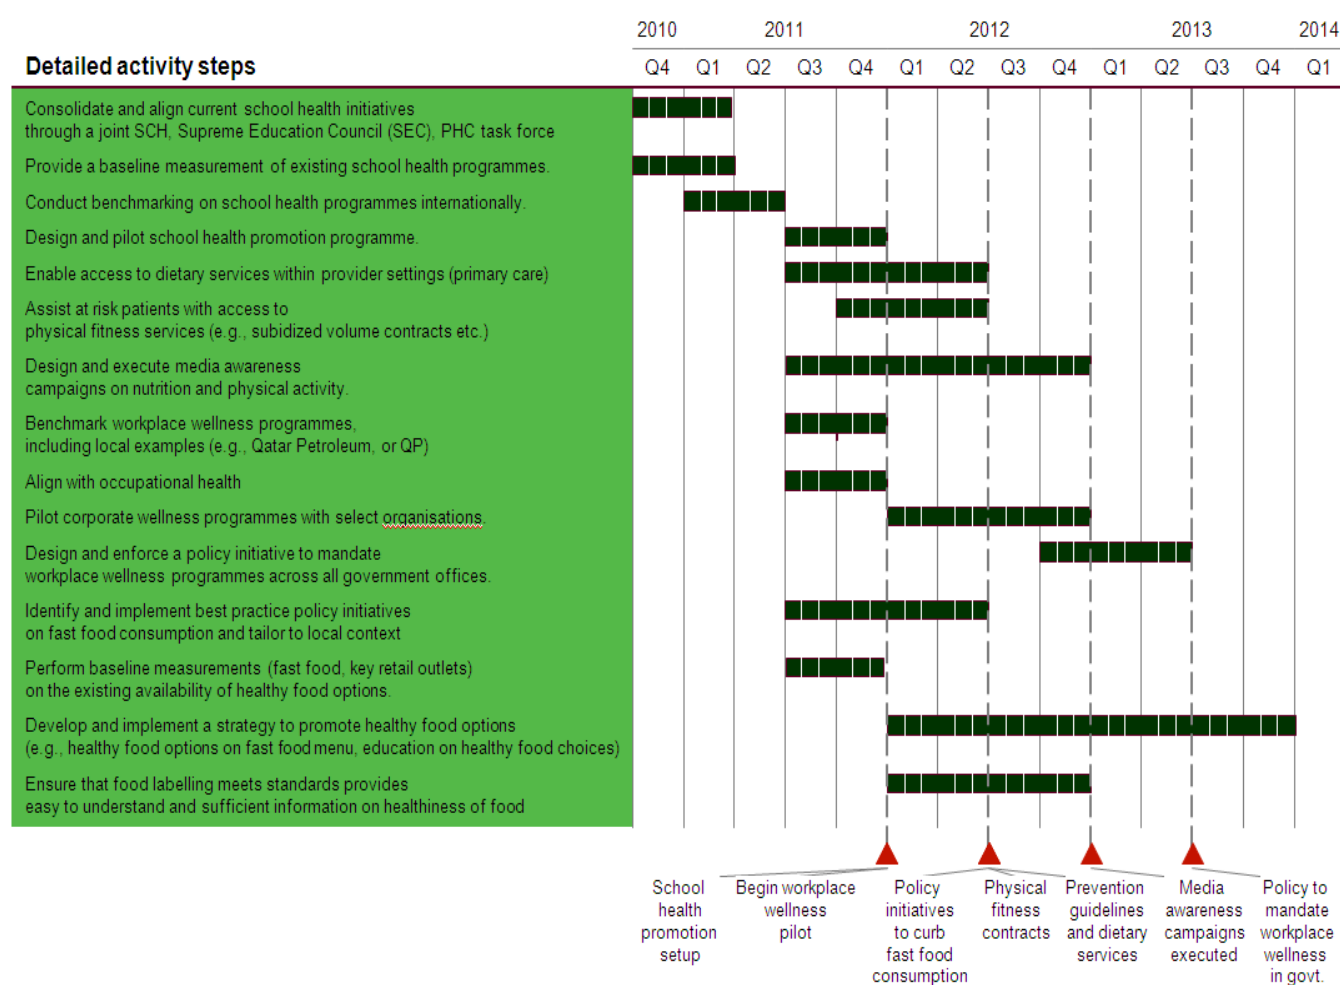 2010 2011 2012 2013 2014
Detailed activity steps
Q4 Q1 Q2 Q3 Q4 Q1 Q2 Q3 Q4 Q1 Q2 Q3 Q4 Q1
Consolidate and align current school health initiatives
through a joint SCH, Supreme Education Council (SEC), PHC task force
Provide a baseline measurement of existing school health programmes.
Conduct benchmarking on school health programmes internationally.
Design and pilot school health promotion programme.
Enable access to dietary services within provider settings (primary care)
Assist at risk patients with access to
physical fitness services (e.g., subidized volume contracts etc.)
Design and execute media awareness
campaigns on nutrition and physical activity.
Benchmark workplace wellness programmes,
including local examples (e.g., Qatar Petroleum, or QP)
Align with occupational health
Pilot corporate wellness programmes with select organisations.
Design and enforce a policy initiative to mandate
workplace wellness programmes across all government offices.
Identify and implement best practice policy initiatives
on fast food consumption and tailor to local context
Perform baseline measurements (fast food, key retail outlets)
on the existing availability of healthy food options.
Develop and implement a strategy to promote healthy food options
(e.g., healthy food options on fast food menu, education on healthy food choices)
Ensure that food labelling meets standards provides
easy to understand and sufficient information on healthiness of food
School
health
promotion
setup
Begin workplace
wellness
pilot
Policy
initiatives
to curb
fast food
consumption
Physical
fitness
contracts
Prevention
guidelines
and dietary
services
Media
awareness
campaigns
executed
Policy to
mandate
workplace
wellness
in govt.